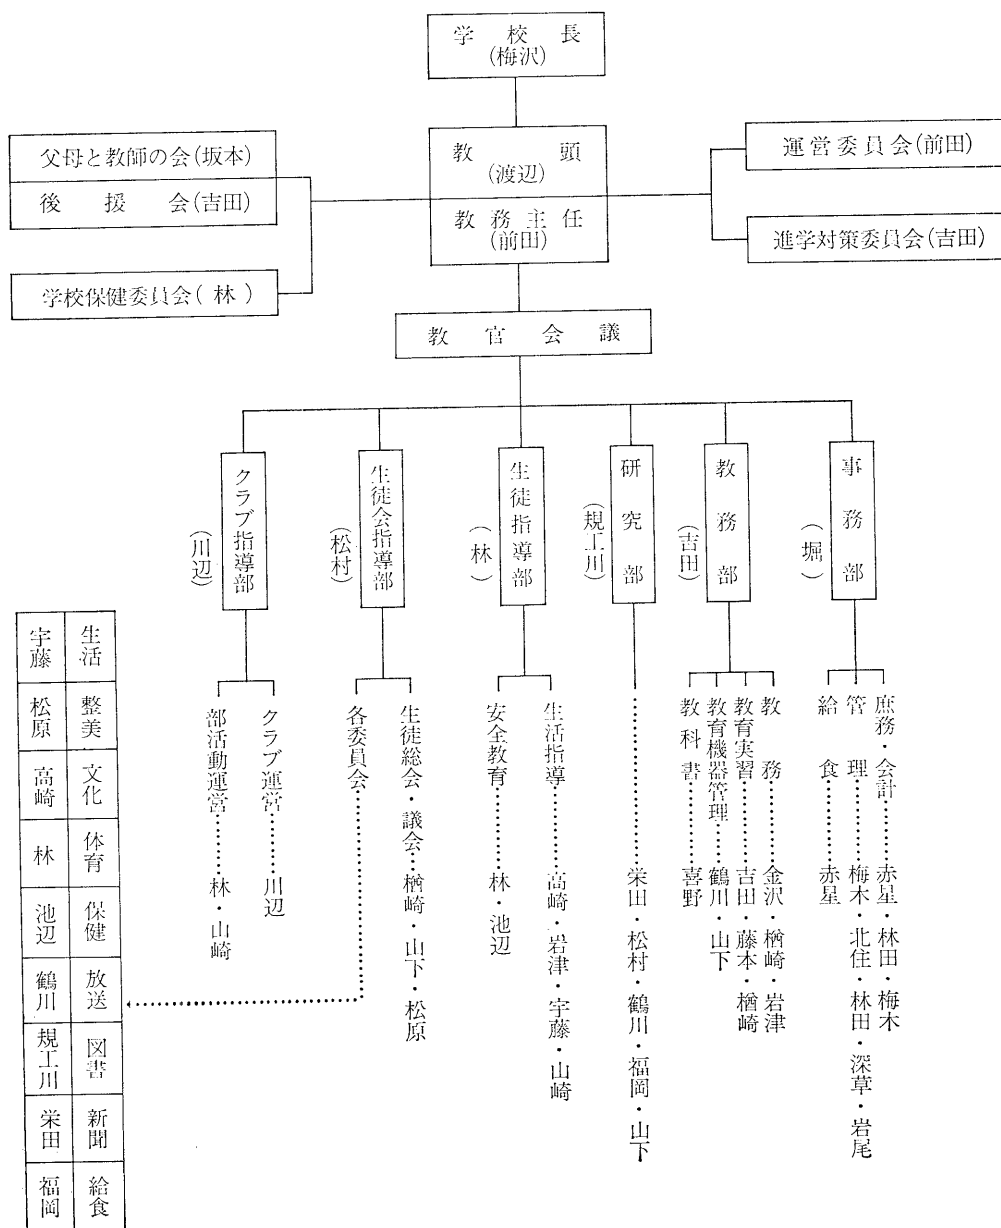 学校長
(梅沢)
教頭
(渡辺)
教務主任
(前田)
父母と教師の会(坂本)
後援会(吉田)
学校保健委員会(林)
運営委員会(前田)
進学対策委員会(吉田)
教官会議
事務部
(堀)
教務部
(吉田)
研究部
(規工川)
生徒指導部
(林)
生徒会指導部
(松村)
クラブ指導部
(川辺)
庶務・会計……赤星・林田・梅木
管理……梅木・北住・林田・深草・岩尾
給食……赤星
教務……金沢・楢崎・岩津
教育実習……吉田・藤本・楢崎
教育機器管理……鶴川・山下
教科書……喜野
……栄田・松村・鶴川・福岡・山下
生活指導……高崎・岩津・宇藤・山崎
安全教育……林・池辺
生徒総会・議会……楢崎・山下・松原
各委員会……
クラブ運営……川辺
部活動運営……林・山崎
生活 宇藤
整美 松原
文化 高崎
体育 林
保健 池辺
放送 鶴川
図書 規工川
新聞 栄田
給食 福岡